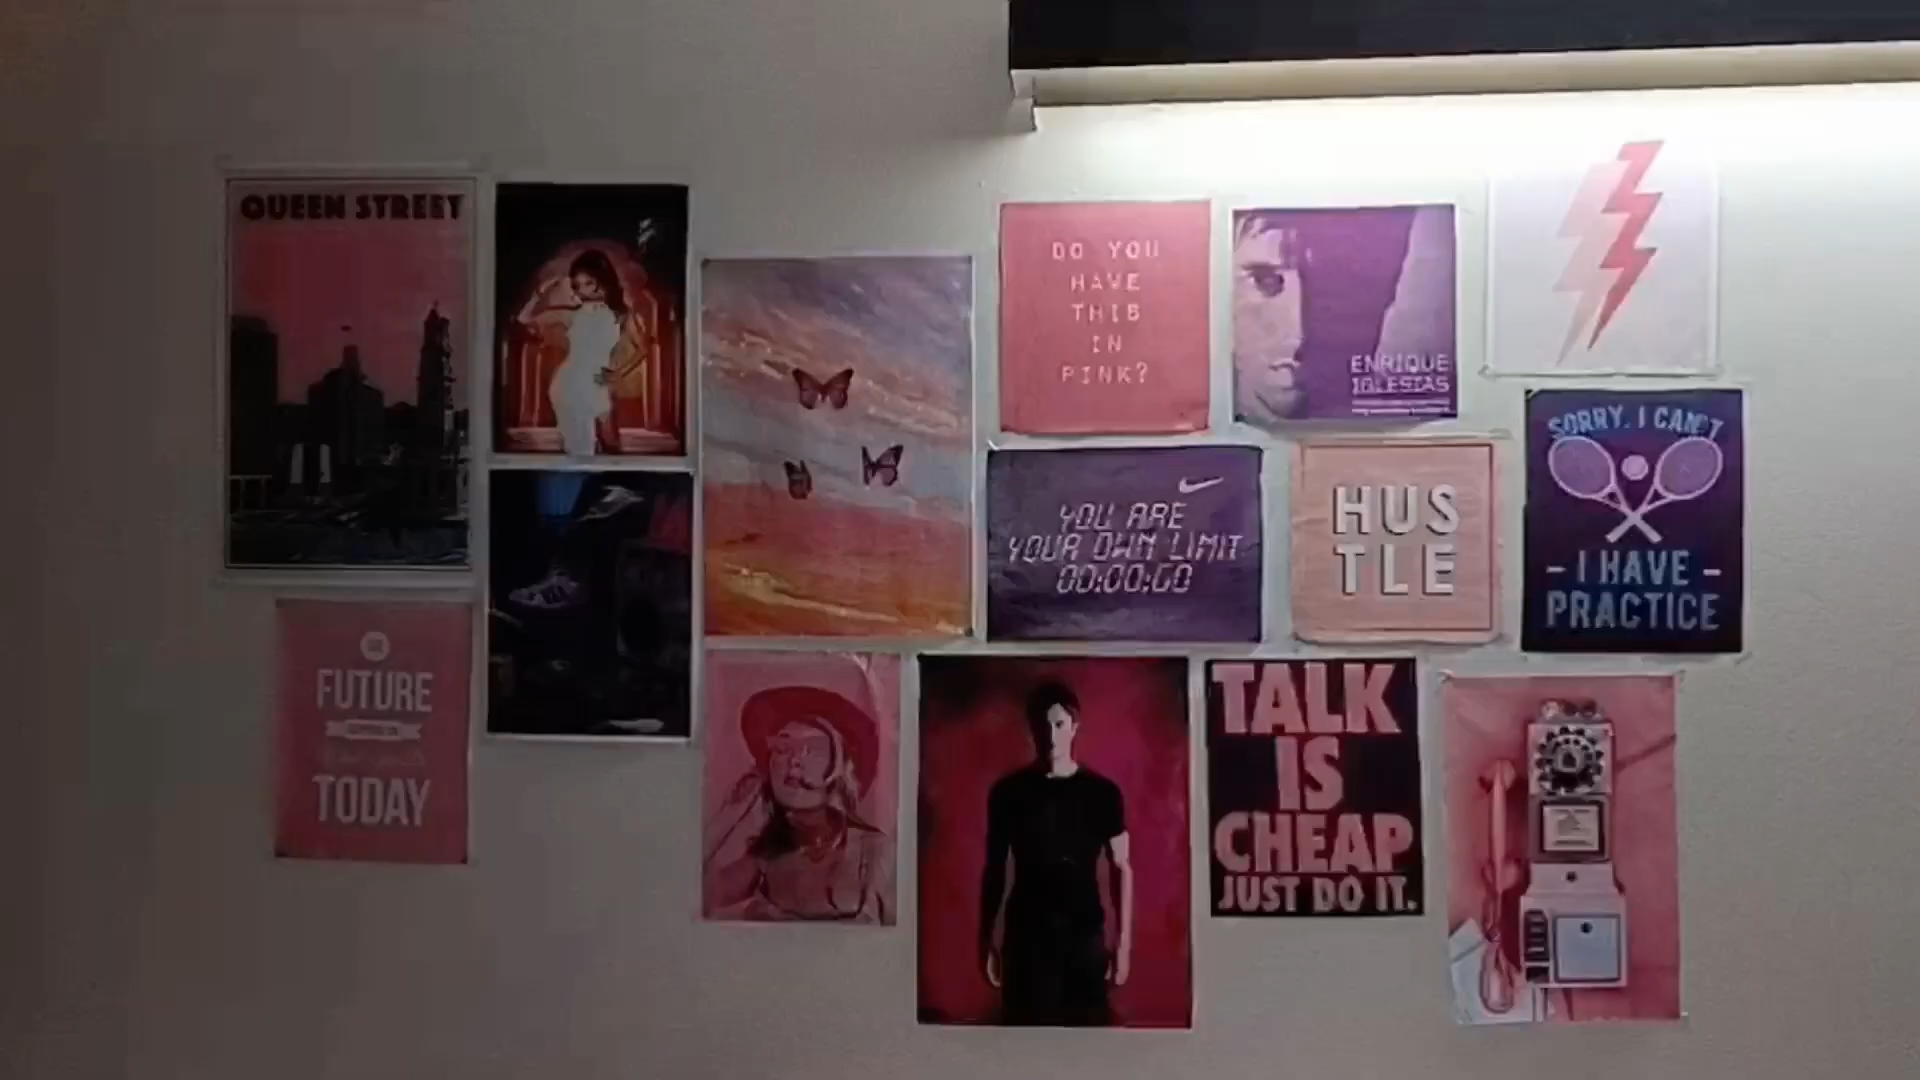 QUEEN STREET
DO YOU
HAVE
THIS
IN
PINK?
ENRIQUE
IGLESIAS
SORRY. I CAN'T
- I HAVE -
PRACTICE
YOU ARE
YOUR OWN LIMIT
00:00:00
HUS
TLE
FUTURE
TODAY
TALK
IS
CHEAP
JUST DO IT.